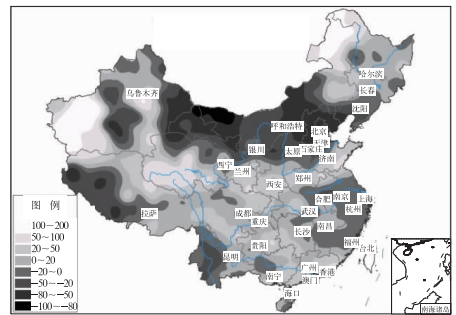 哈尔滨
长春
乌鲁木齐
沈阳
呼和浩特
北京
天津
银川
太原
石家庄
济南
西宁
兰州
郑州
西安
拉萨
成都
重庆
武汉
合肥
南京
上海
杭州
长沙
南昌
贵阳
福州
台北
昆明
南宁
广州
香港
澳门
海口
图 例
100~200
50~100
20~50
0~20
-20~0
-50~-20
-80~-50
-100~-80
南海诸岛